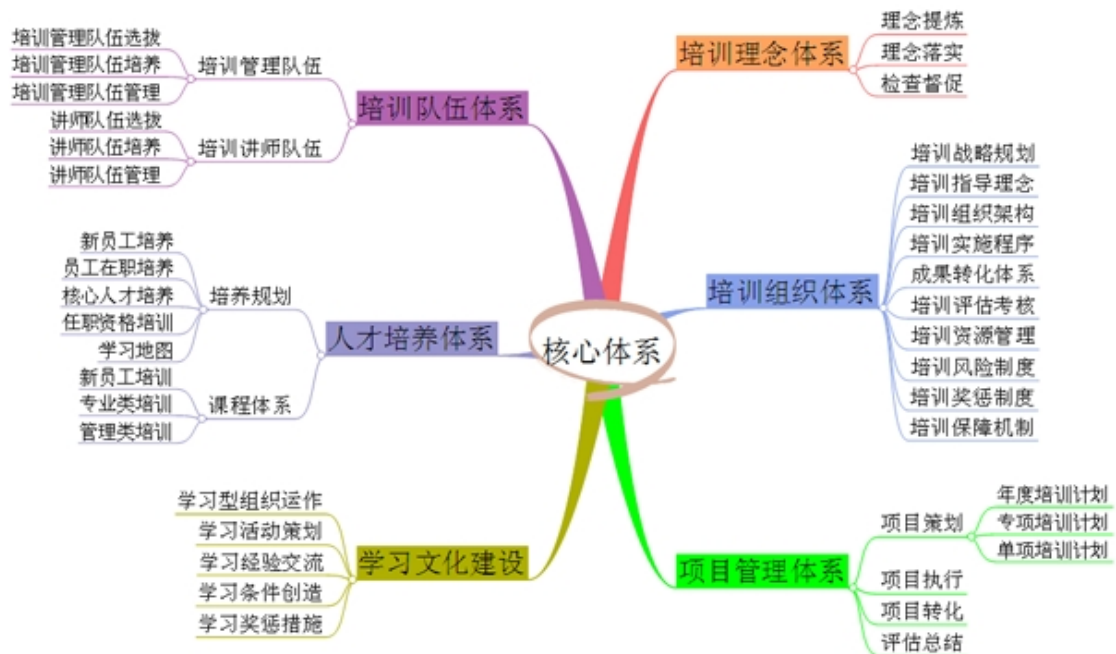 核心体系
培训理念体系
理念提炼
理念落实
检查督促
培训组织体系
培训战略规划
培训指导理念
培训组织架构
培训实施程序
成果转化体系
培训评估考核
培训资源管理
培训风险制度
培训奖惩制度
培训保障机制
项目管理体系
项目策划
年度培训计划
专项培训计划
单项培训计划
项目执行
项目转化
评估总结
培训队伍体系
培训管理队伍
培训管理队伍选拔
培训管理队伍培养
培训管理队伍管理
培训讲师队伍
讲师队伍选拔
讲师队伍培养
讲师队伍管理
人才培养体系
培养规划
新员工培养
员工在职培养
核心人才培养
任职资格培训
学习地图
课程体系
新员工培训
专业类培训
管理类培训
学习文化建设
学习型组织运作
学习活动策划
学习经验交流
学习条件创造
学习奖惩措施